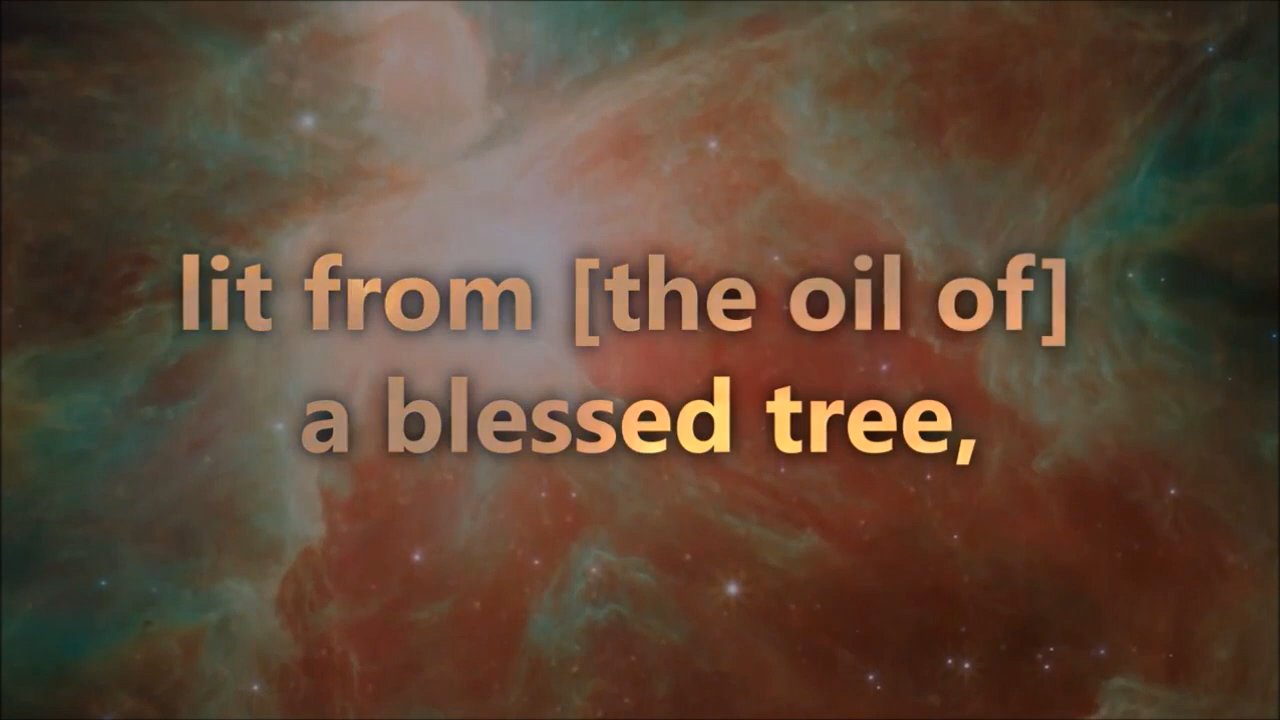 lit from [the oil of]
a blessed tree,